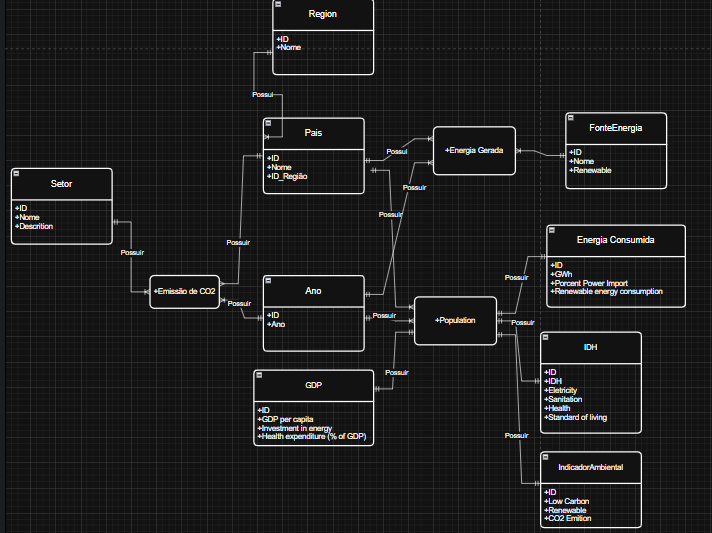 Region
+ID
+Nome
Possui
Pais
+ID
+Nome
+ID_Região
Possui
+Energia Gerada
FonteEnergia
+ID
+Nome
+Renewable
Setor
+ID
+Nome
+Descrition
Possuir
Possuir
Possuir
Possuir
+Emissão de CO2
Possuir
Ano
+ID
+Ano
Possuir
+Population
Possuir
Energia Consumida
+ID
+GWh
+Porcent Power Import
+Renewable energy consumption
Possuir
IDH
+ID
+IDH
+Eletricity
+Sanitation
+Health
+Standard of living
Possuir
GDP
+ID
+GDP per capita
+Investment in energy
+Health expenditure (% of GDP)
Possuir
IndicadorAmbiental
+ID
+Low Carbon
+Renewable
+CO2 Emition